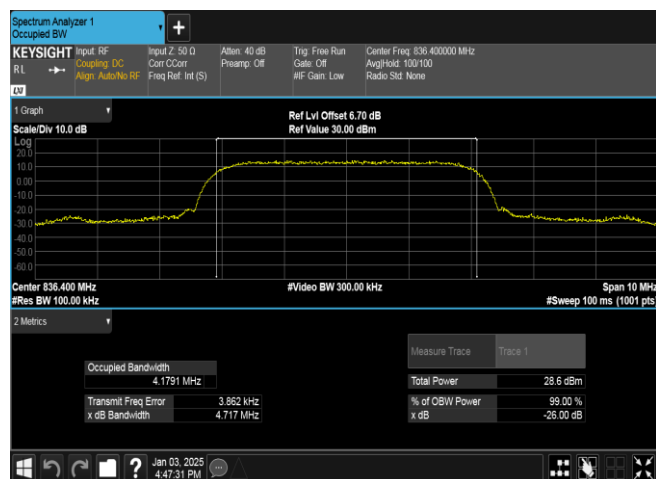 Spectrum Analyzer 1
Occupied BW
+
KEYSIGHT Input: RF Input Z: 50 Ω Atten: 40 dB Trig: Free Run Center Freq: 836.400000 MHz
RL Coupling: DC Corr CCorr Preamp: Off Gate: Off Avg|Hold: 100/100
Align: Auto/No RF Freq Ref: Int (S) #IF Gain: Low Radio Std: None
LXI
1 Graph
Ref Lvl Offset 6.70 dB
Scale/Div 10.0 dB Ref Value 30.00 dBm
Log
20.0
10.0
0.00
-10.0
-20.0
-30.0
-40.0
-50.0
-60.0
Center 836.400 MHz #Video BW 300.00 kHz Span 10 MHz
#Res BW 100.00 kHz #Sweep 100 ms (1001 pts)
2 Metrics
Measure Trace Trace 1
Occupied Bandwidth
4.1791 MHz Total Power 28.6 dBm
Transmit Freq Error 3.862 kHz % of OBW Power 99.00 %
x dB Bandwidth 4.717 MHz x dB -26.00 dB
? Jan 03, 2025
4:47:31 PM